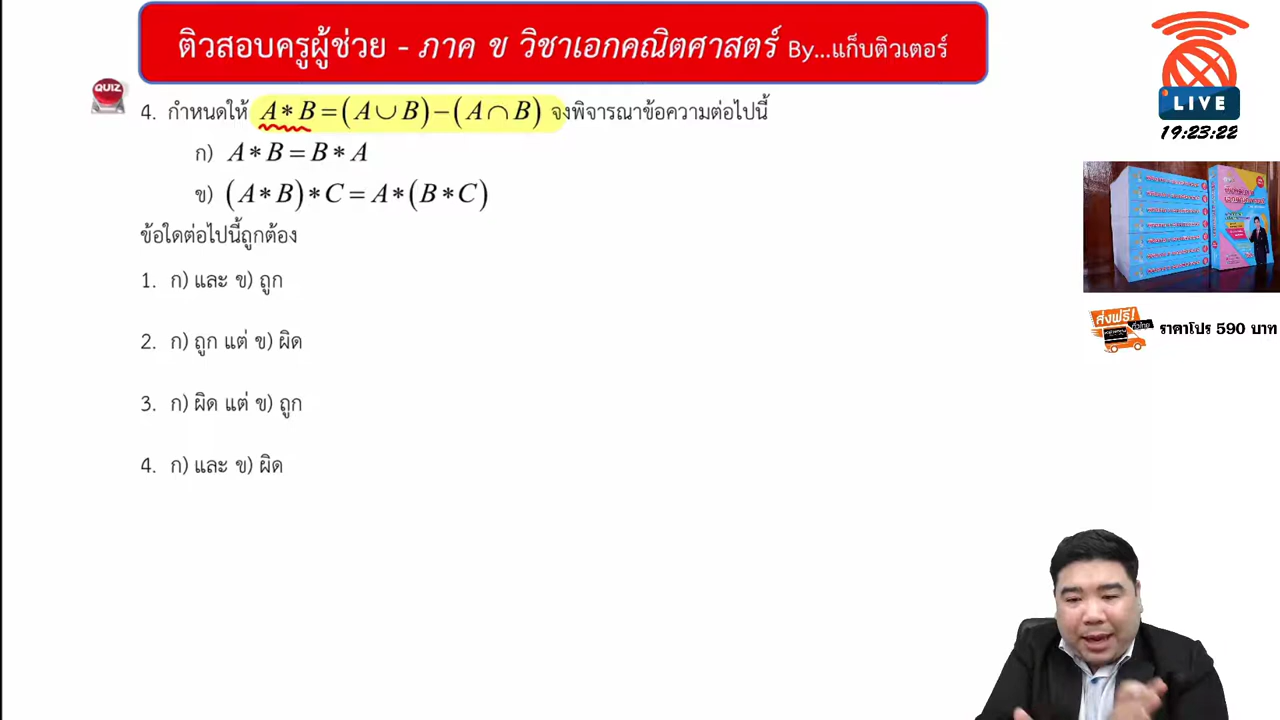 ติวสอบครูผู้ช่วย - ภาค ข วิชาเอกคณิตศาสตร์ By...แก็บติวเตอร์
QUIZ
4. กำหนดให้ A * B = (A ∪ B) − (A ∩ B) จงพิจารณาข้อความต่อไปนี้
ก) A * B = B * A
ข) (A * B) * C = A * (B * C)
ข้อใดต่อไปนี้ถูกต้อง
1. ก) และ ข) ถูก
2. ก) ถูก แต่ ข) ผิด
3. ก) ผิด แต่ ข) ถูก
4. ก) และ ข) ผิด
LIVE
19:23:22
ส่งฟรี!
ทั่วไทย
ราคาโปร 590 บาท